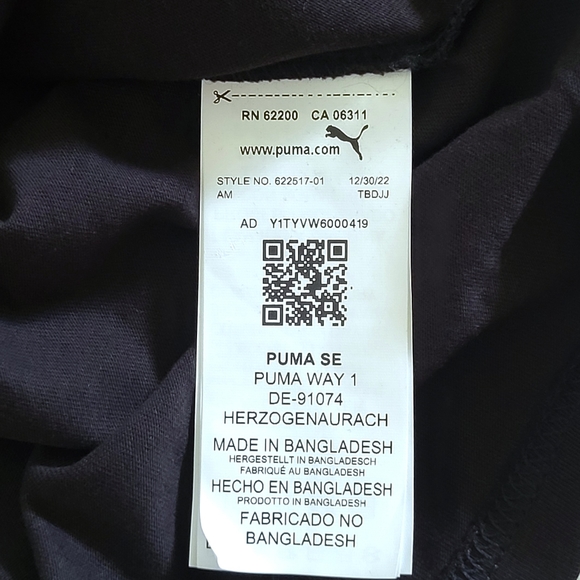 RN 62200 CA 06311
www.puma.com
STYLE NO. 622517-01 12/30/22
AM TBDJJ
AD Y1TYVW6000419
PUMA SE
PUMA WAY 1
DE-91074
HERZOGENAURACH
MADE IN BANGLADESH
HERGESTELLT IN BANGLADESCH
FABRIQUÉ AU BANGLADESH
HECHO EN BANGLADESH
PRODOTTO IN BANGLADESH
FABRICADO NO
BANGLADESH